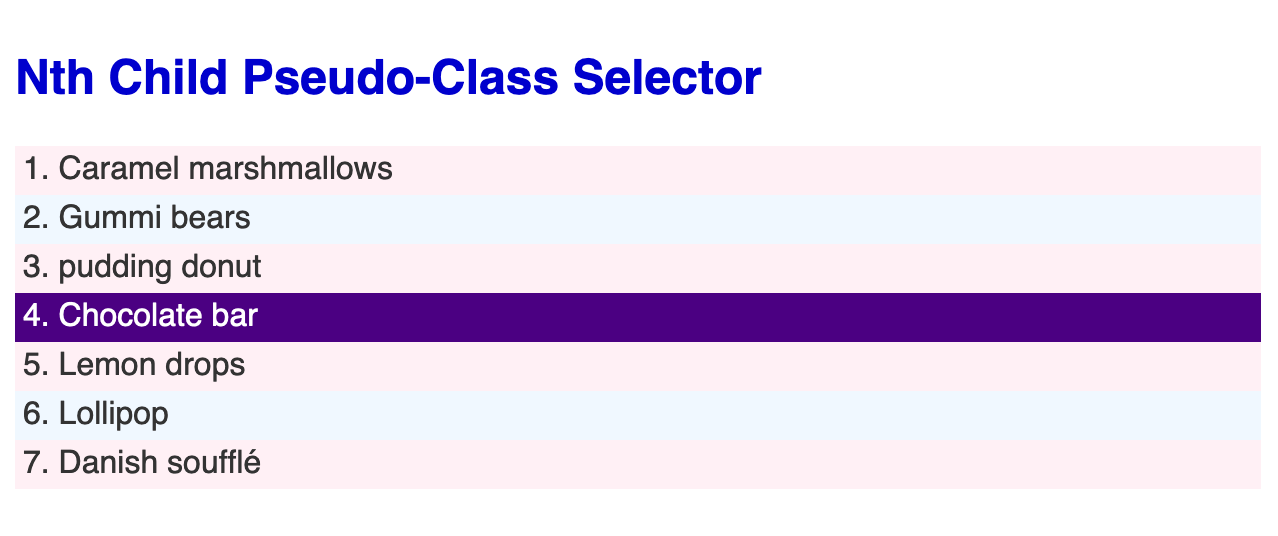 Nth Child Pseudo-Class Selector
1. Caramel marshmallows
2. Gummi bears
3. pudding donut
4. Chocolate bar
5. Lemon drops
6. Lollipop
7. Danish soufflé